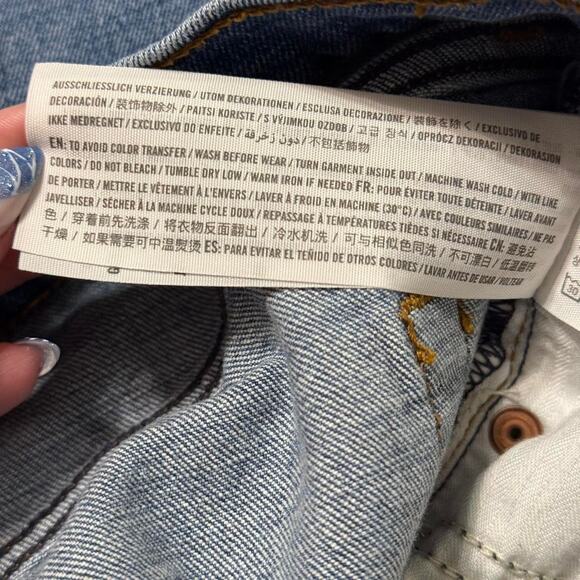 AUSSCHLIESSLICH VERZIERUNG / UTOM DEKORATIONEN / ESCLUSA DECORAZIONE / 装飾を除く / EXCLUSIVO DE
DECORACIÓN / 装饰物除外 / PAITSI KORISTE / S VÝJIMKOU OZDOB / 고급 장식 / OPRÓCZ DEKORACJI / DEKORASJON
IKKE MEDREGNET / EXCLUSIVO DO ENFEITE / دون زخرفة / 不包括飾物
EN: TO AVOID COLOR TRANSFER / WASH BEFORE WEAR / TURN GARMENT INSIDE OUT / MACHINE WASH COLD / WITH LIKE
COLORS / DO NOT BLEACH / TUMBLE DRY LOW / WARM IRON IF NEEDED FR: POUR ÉVITER TOUTE DÉTEINTE / LAVER AVANT
DE PORTER / METTRE LE VÊTEMENT À L'ENVERS / LAVER À FROID EN MACHINE (30°C) / AVEC COULEURS SIMILAIRES / NE PAS
JAVELLISER / SÉCHER À LA MACHINE CYCLE DOUX / REPASSAGE À TEMPÉRATURES TIÈDES SI NÉCESSAIRE CN: 避免沾
色 / 穿着前先洗涤 / 将衣物反面翻出 / 冷水机洗 / 可与相似色同洗 / 不可漂白 / 低温翻转
干燥 / 如果需要可中温熨烫 ES: PARA EVITAR EL TEÑIDO DE OTROS COLORES / LAVAR ANTES DE USAR / VOLTEAR